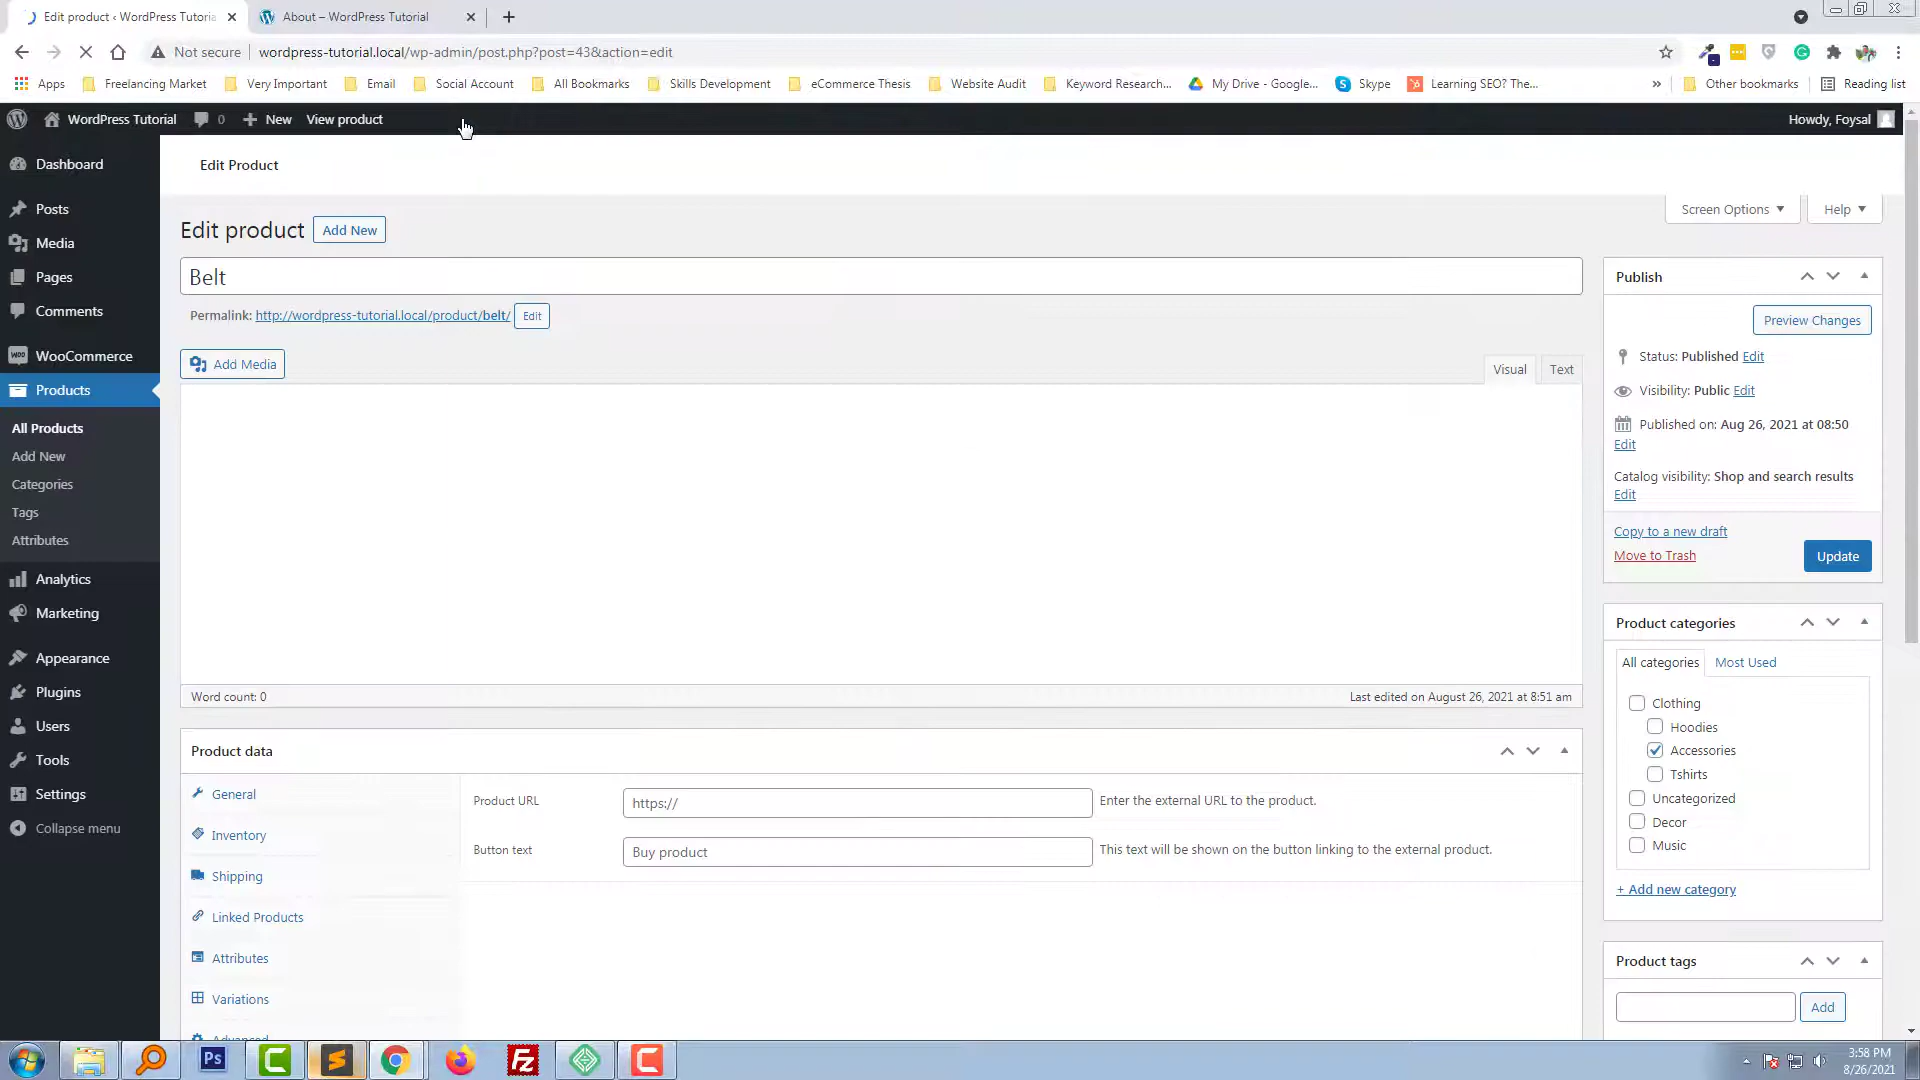 Edit product ‹ WordPress Tutoria
About – WordPress Tutorial
Not secure
wordpress-tutorial.local/wp-admin/post.php?post=43&action=edit
Apps
Freelancing Market
Very Important
Email
Social Account
All Bookmarks
Skills Development
eCommerce Thesis
Website Audit
Keyword Research...
My Drive - Google...
Skype
Learning SEO? The...
»
Other bookmarks
Reading list
WordPress Tutorial
0
New
View product
Howdy, Foysal
Dashboard
Posts
Media
Pages
Comments
WooCommerce
Products
All Products
Add New
Categories
Tags
Attributes
Analytics
Marketing
Appearance
Plugins
Users
Tools
Settings
Collapse menu
Edit Product
Screen Options
Help
Edit product
Add New
Belt
Permalink: http://wordpress-tutorial.local/product/belt/
Edit
Add Media
Visual
Text
Word count: 0
Last edited on August 26, 2021 at 8:51 am
Product data
General
Inventory
Shipping
Linked Products
Attributes
Variations
Advanced
Product URL
https://
Enter the external URL to the product.
Button text
Buy product
This text will be shown on the button linking to the external product.
Publish
Preview Changes
Status: Published Edit
Visibility: Public Edit
Published on: Aug 26, 2021 at 08:50
Edit
Catalog visibility: Shop and search results
Edit
Copy to a new draft
Move to Trash
Update
Product categories
All categories
Most Used
Clothing
Hoodies
Accessories
Tshirts
Uncategorized
Decor
Music
+ Add new category
Product tags
Add
Ps
Fz
3:58 PM
8/26/2021